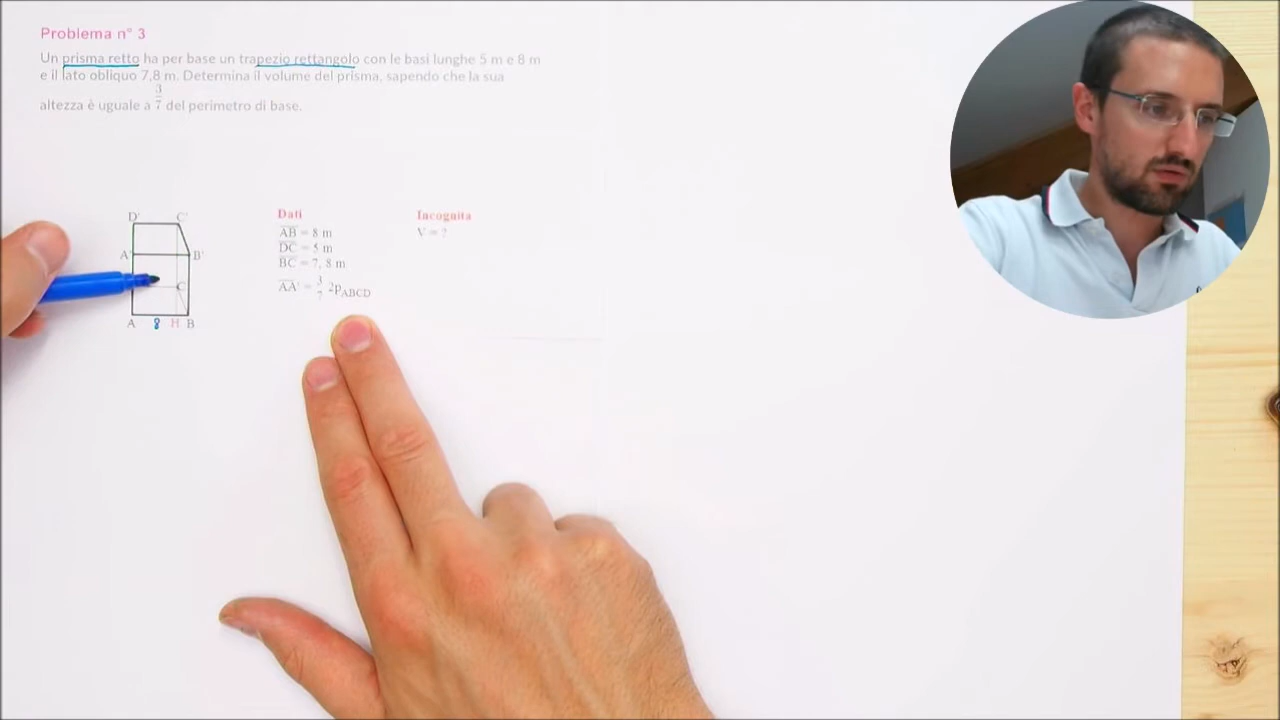 Problema n° 3
Un prisma retto ha per base un trapezio rettangolo con le basi lunghe 5 m e 8 m
e il lato obliquo 7,8 m. Determina il volume del prisma, sapendo che la sua
altezza è uguale a 3/7 del perimetro di base.
D' C'
Dati
Incognita
AB = 8 m
V = ?
DC = 5 m
A' B'
BC = 7, 8 m
C
AA' = 3/7 2pABCD
A 8 H B